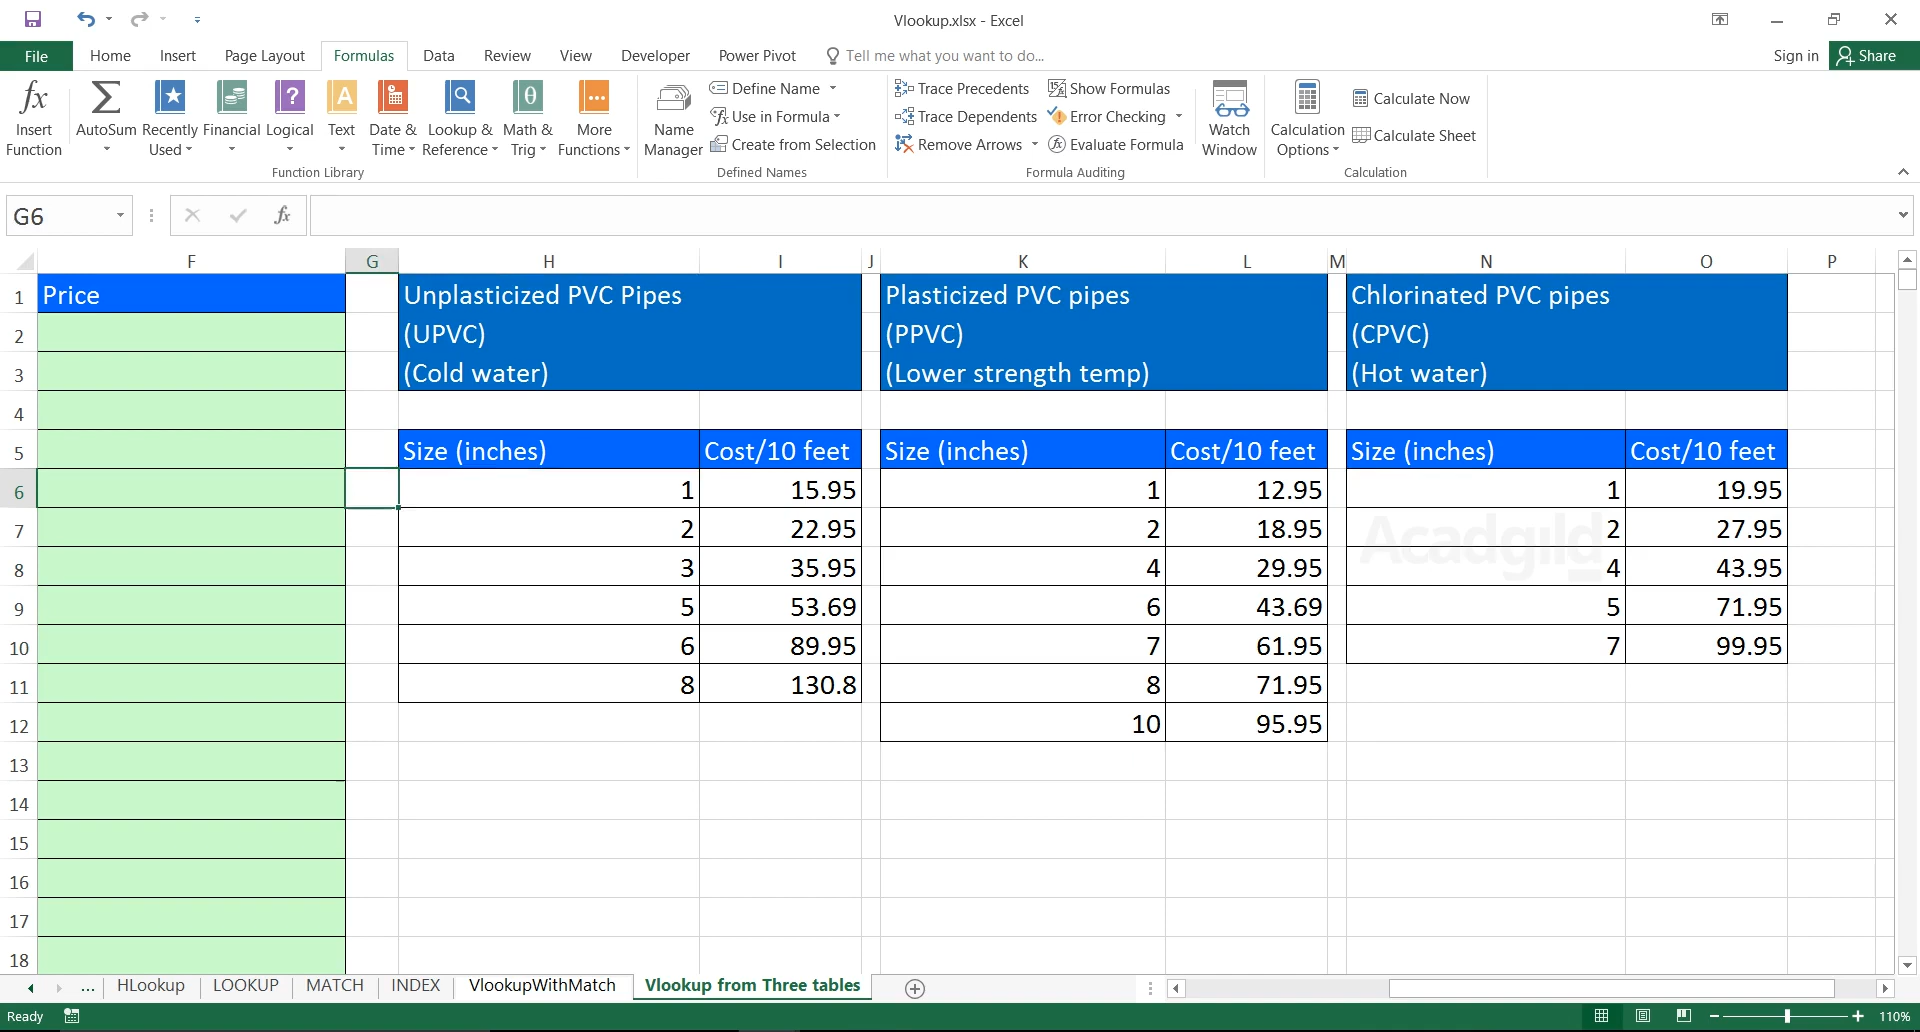 Vlookup.xlsx - Excel
File Home Insert Page Layout Formulas Data Review View Developer Power Pivot Tell me what you want to do... Sign in Share
fx Insert Function
AutoSum
Recently Used
Financial
Logical
Text
Date & Time
Lookup & Reference
Math & Trig
More Functions
Function Library
Name Manager
Define Name
Use in Formula
Create from Selection
Defined Names
Trace Precedents
Trace Dependents
Remove Arrows
Show Formulas
Error Checking
Evaluate Formula
Formula Auditing
Watch Window
Calculation Options
Calculate Now
Calculate Sheet
Calculation
G6 fx
F G H I J K L M N O P
1 Price Unplasticized PVC Pipes Plasticized PVC pipes Chlorinated PVC pipes
2 (UPVC) (PPVC) (CPVC)
3 (Cold water) (Lower strength temp) (Hot water)
4
5 Size (inches) Cost/10 feet Size (inches) Cost/10 feet Size (inches) Cost/10 feet
6 1 15.95 1 12.95 1 19.95
7 2 22.95 2 18.95 2 27.95
Acadgild
8 3 35.95 4 29.95 4 43.95
9 5 53.69 6 43.69 5 71.95
10 6 89.95 7 61.95 7 99.95
11 8 130.8 8 71.95
12 10 95.95
13
14
15
16
17
18
... HLookup LOOKUP MATCH INDEX VlookupWithMatch Vlookup from Three tables
Ready 110%